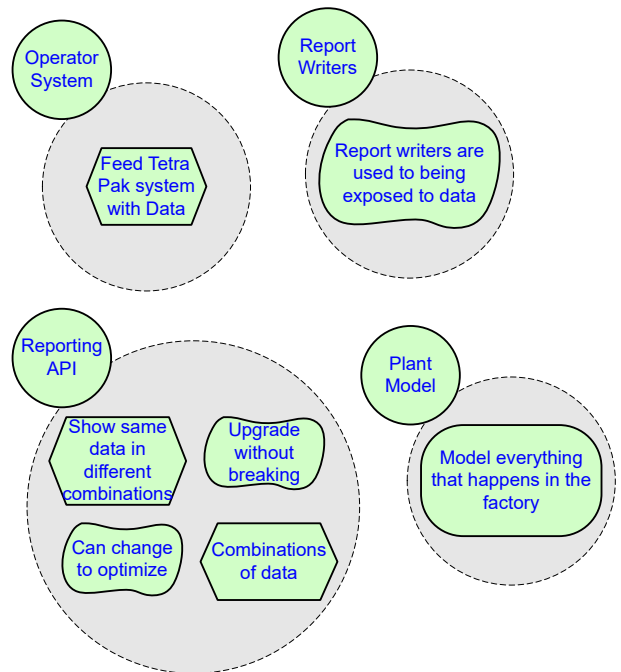 Operator
System
Feed Tetra
Pak system
with Data
Report
Writers
Report writers are
used to being
exposed to data
Reporting
API
Show same
data in
different
combinations
Upgrade
without
breaking
Can change
to optimize
Combinations
of data
Plant
Model
Model everything
that happens in the
factory